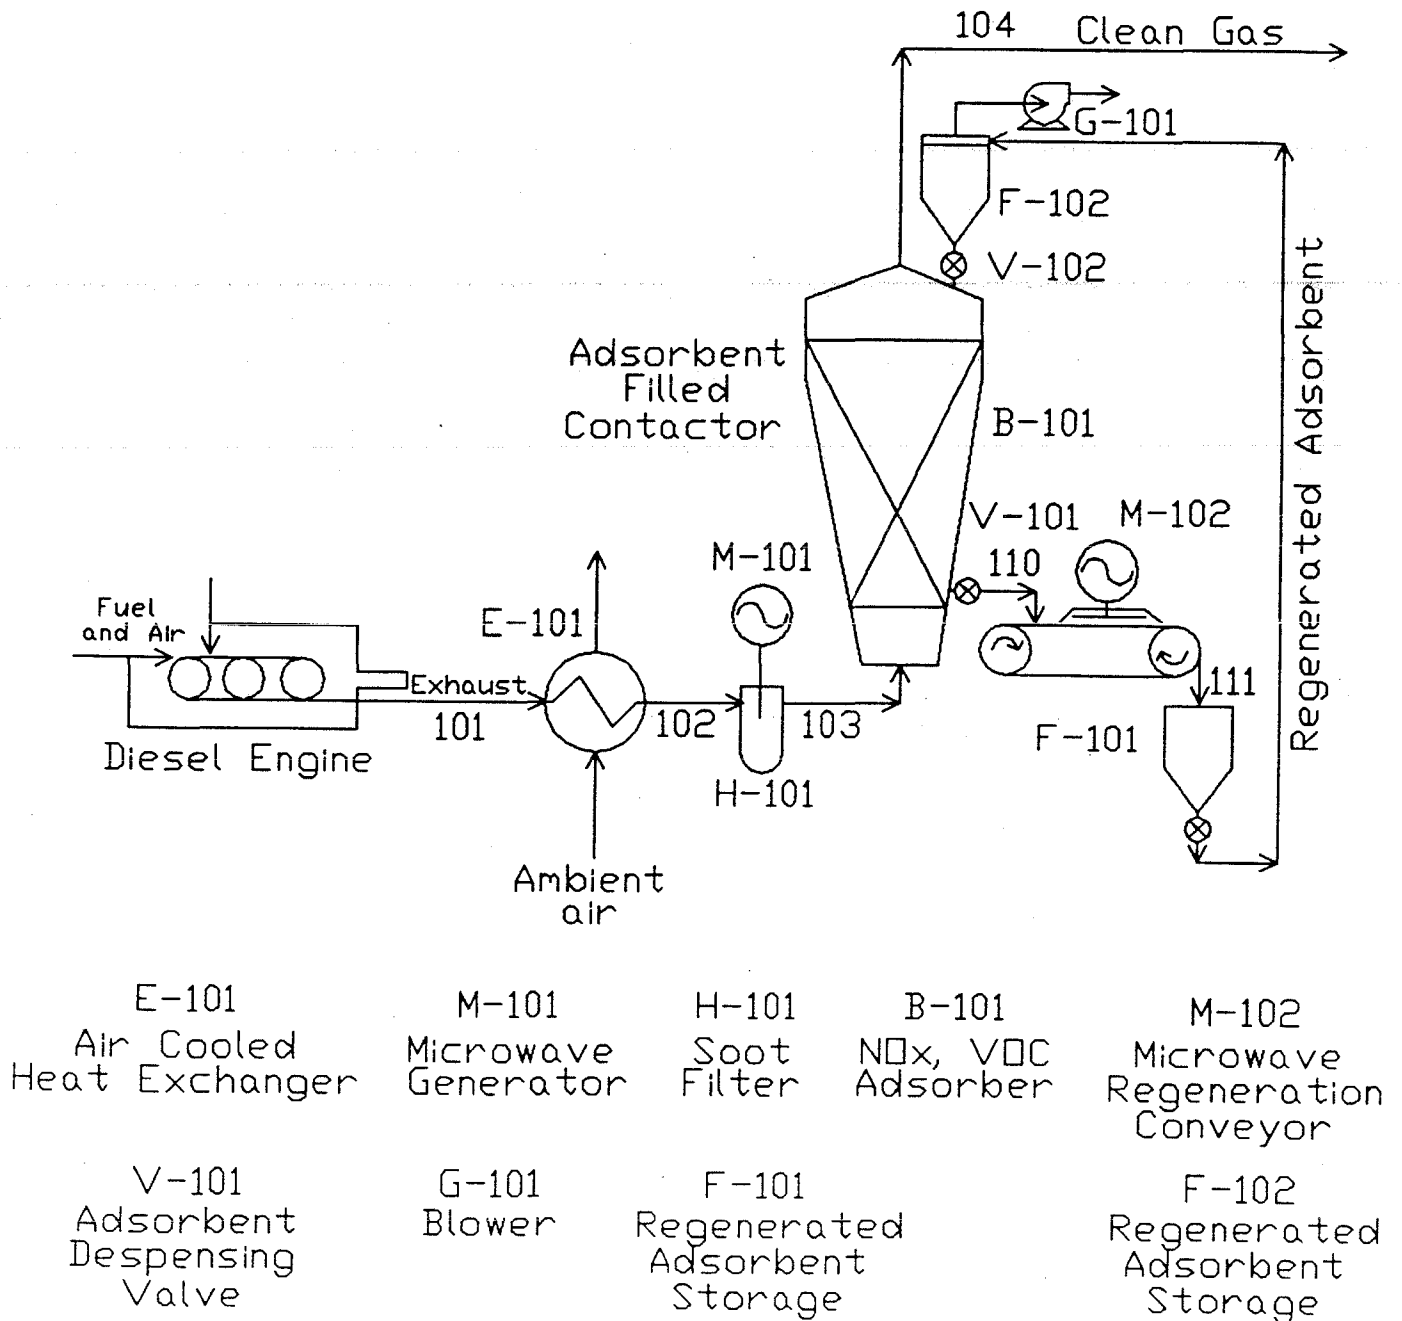 104 Clean Gas
G-101
F-102
V-102
Adsorbent
Filled
Contactor
B-101
Regenerated Adsorbent
V-101
M-102
110
M-101
E-101
Fuel
and Air
Exhaust
101
102
103
111
F-101
Diesel Engine
H-101
Ambient
air
E-101
Air Cooled
Heat Exchanger
M-101
Microwave
Generator
H-101
Soot
Filter
B-101
NOx, VOC
Adsorber
M-102
Microwave
Regeneration
Conveyor
V-101
Adsorbent
Despensing
Valve
G-101
Blower
F-101
Regenerated
Adsorbent
Storage
F-102
Regenerated
Adsorbent
Storage